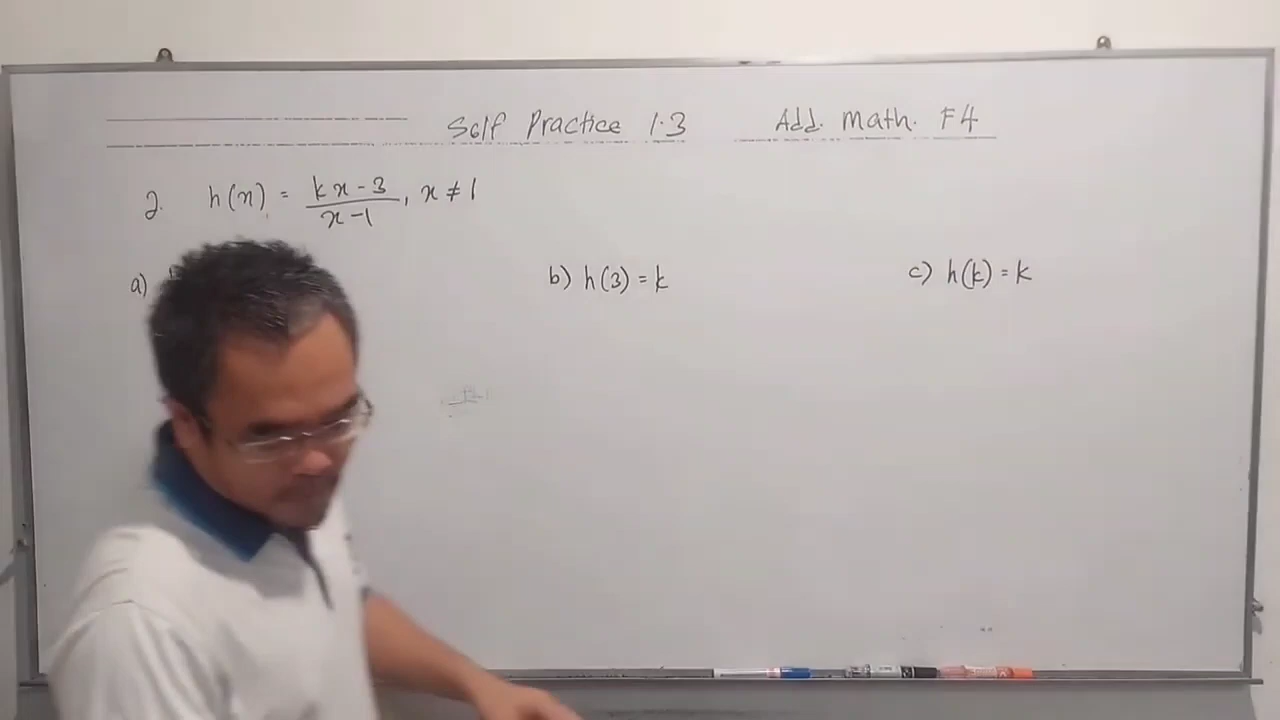 Self Practice 1.3 Add. Math. F4
2. h(x) = kx - 3 / x - 1, x ≠ 1
a) b) h(3) = k c) h(k) = k